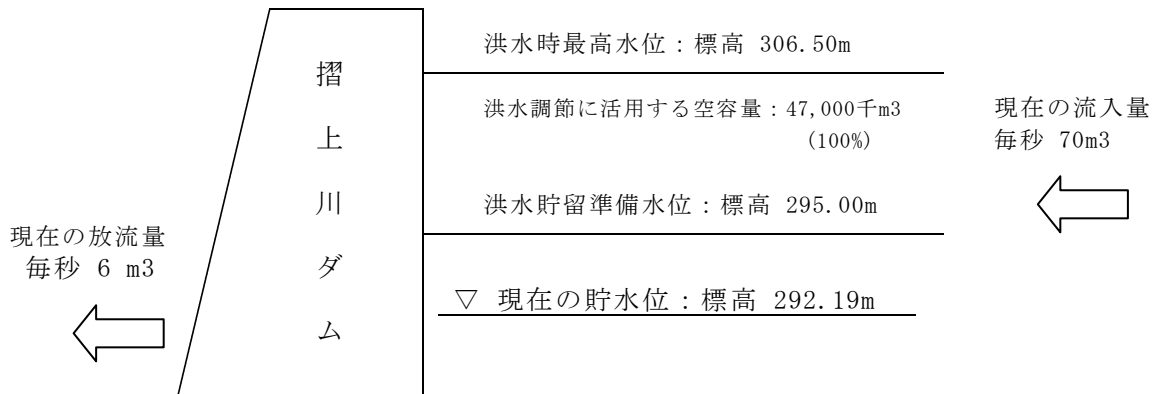 洪水時最高水位：標高 306.50m
摺上川ダム
洪水調節に活用する空容量：47,000千m3
(100%)
現在の流入量
毎秒 70m3
洪水貯留準備水位：標高 295.00m
現在の放流量
毎秒 6 m3
▽ 現在の貯水位：標高 292.19m